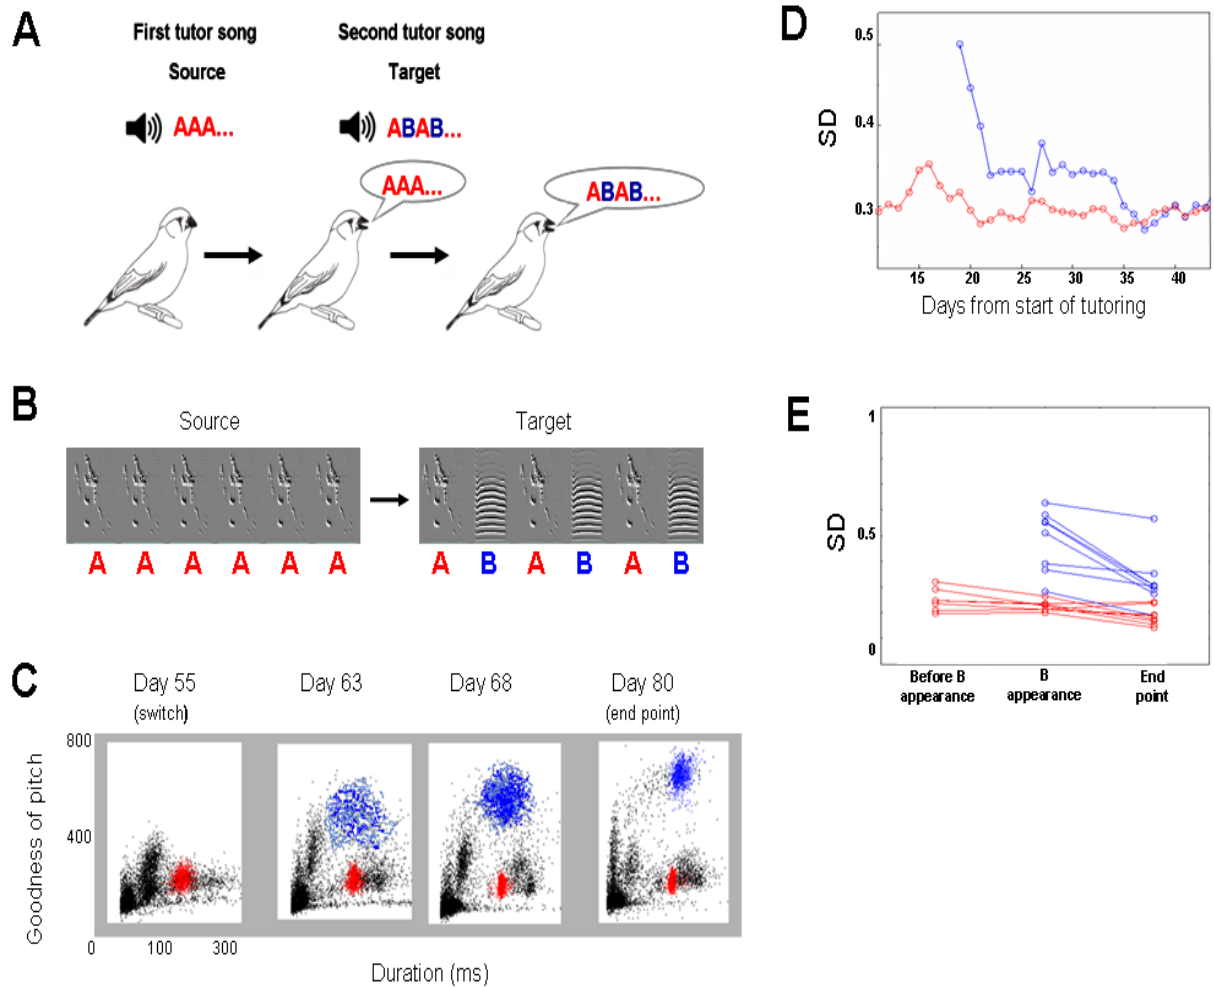 A
First tutor song
Source
AAA...
Second tutor song
Target
ABAB...
AAA...
ABAB...
B
Source
Target
A A A A A A
A B A B A B
C
Day 55
(switch)
Day 63
Day 68
Day 80
(end point)
Goodness of pitch
800
400
0
100
300
Duration (ms)
D
SD
0.5
0.4
0.3
15 20 25 30 35 40
Days from start of tutoring
E
SD
1
0.5
0
Before B
appearance
B
appearance
End
point